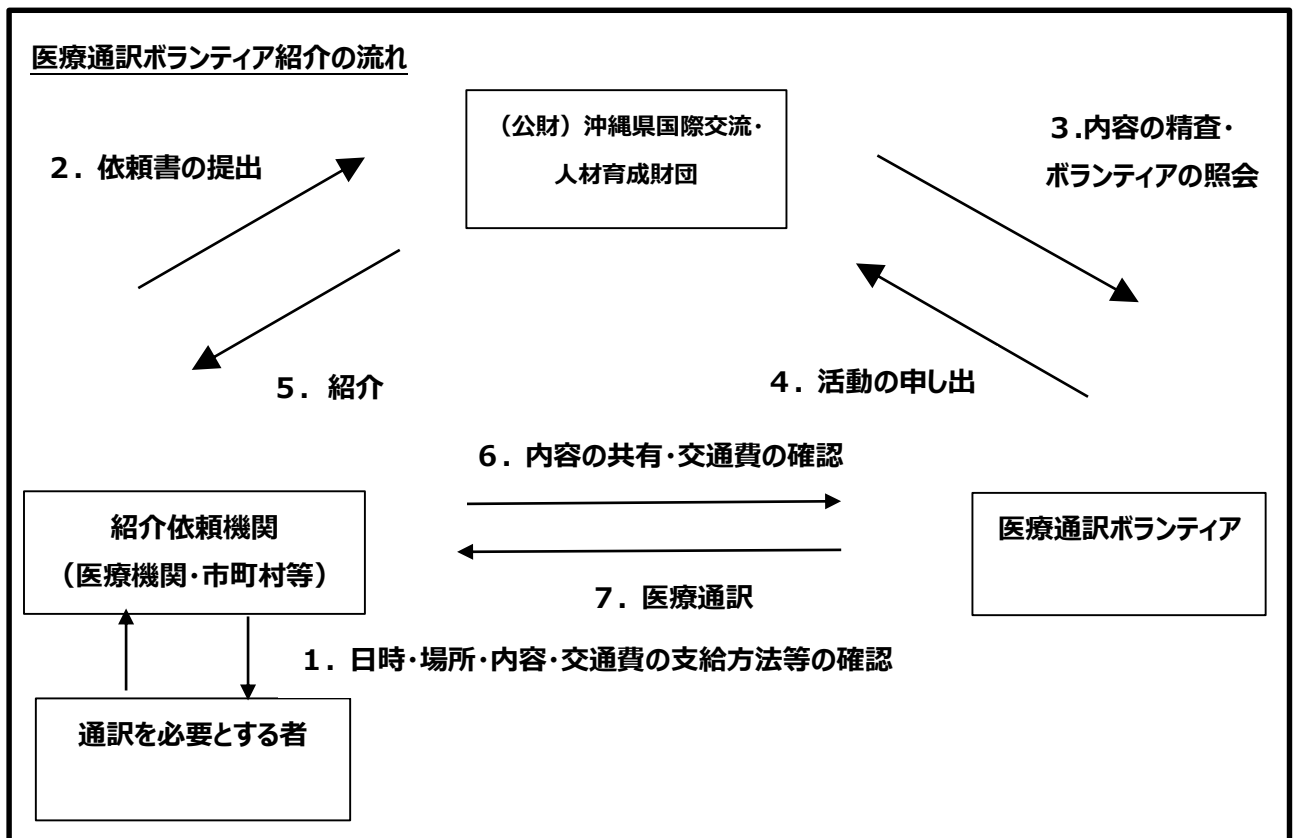 医療通訳ボランティア紹介の流れ
（公財）沖縄県国際交流・
人材育成財団
２．依頼書の提出
３.内容の精査・
ボランティアの照会
５．紹介
４．活動の申し出
６．内容の共有・交通費の確認
紹介依頼機関
（医療機関・市町村等）
医療通訳ボランティア
７．医療通訳
１．日時・場所・内容・交通費の支給方法等の確認
通訳を必要とする者